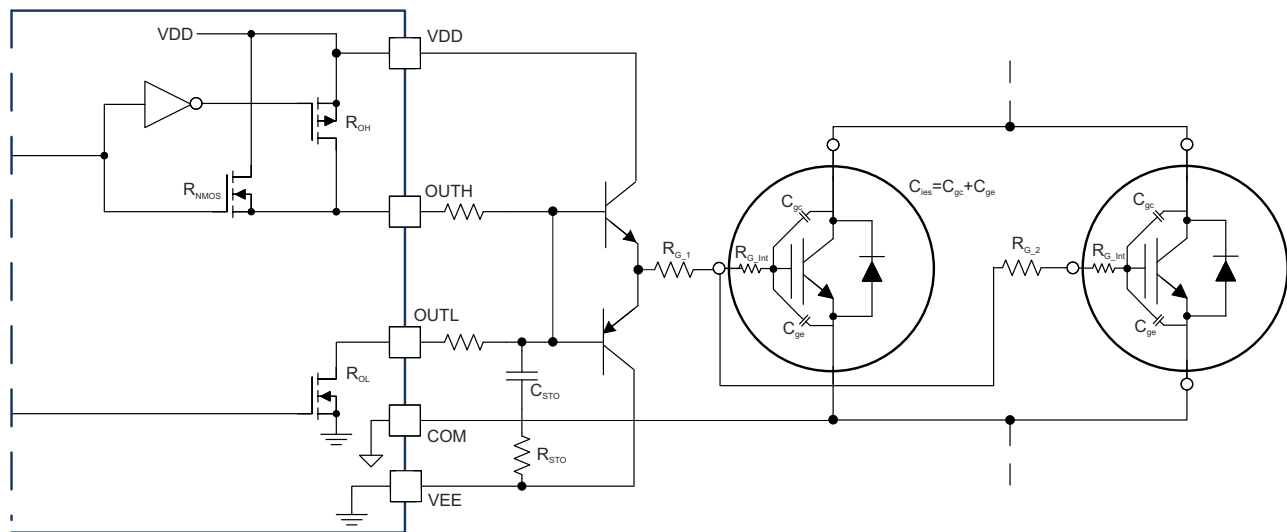 VDD
VDD
R_OH
R_NMOS
OUTH
C_ies=C_gc+C_ge
C_gc
C_gc
R_G_1
R_G_Int
R_G_2
R_G_Int
C_ge
C_ge
OUTL
R_OL
C_STO
COM
R_STO
VEE